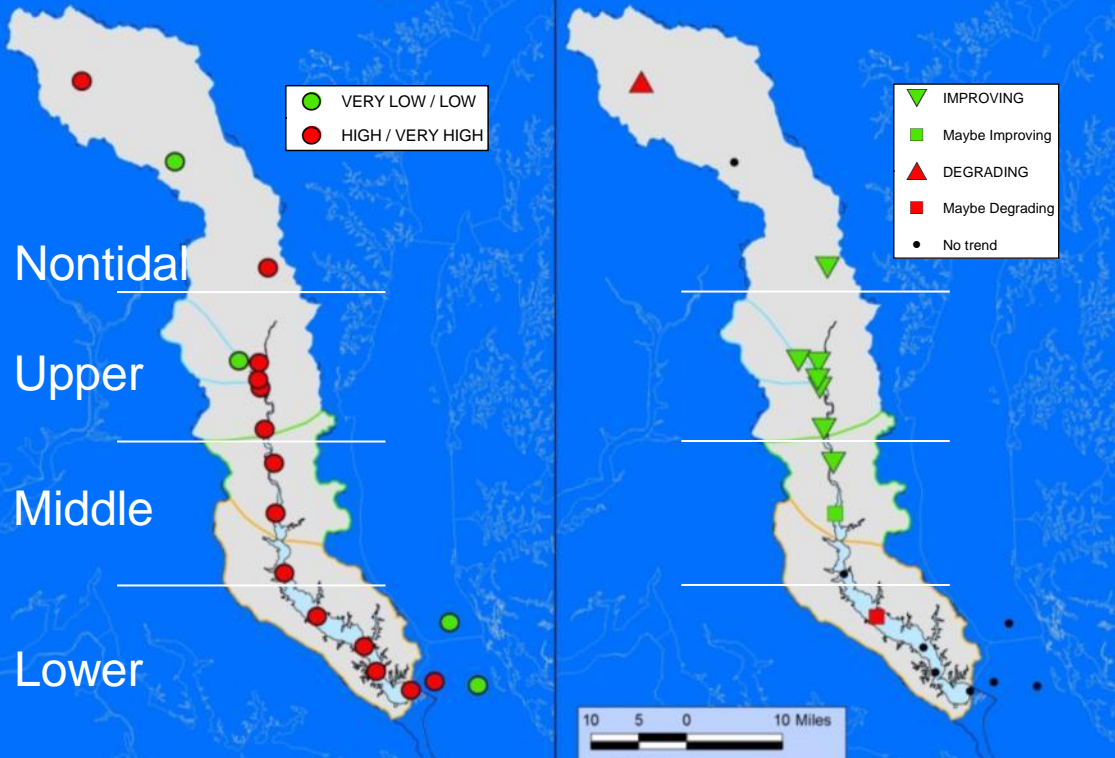 VERY LOW / LOW
HIGH / VERY HIGH
Nontidal
Upper
Middle
Lower
IMPROVING
Maybe Improving
DEGRADING
Maybe Degrading
No trend
10 5 0 10 Miles